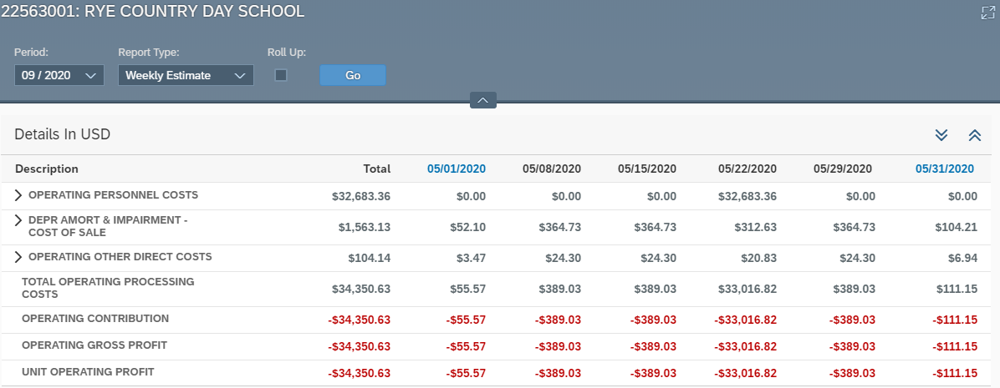 22563001: RYE COUNTRY DAY SCHOOL
Period: Report Type: Roll Up:
09 / 2020 Weekly Estimate Go
Details In USD
Description Total 05/01/2020 05/08/2020 05/15/2020 05/22/2020 05/29/2020 05/31/2020
OPERATING PERSONNEL COSTS $32,683.36 $0.00 $0.00 $0.00 $32,683.36 $0.00 $0.00
DEPR AMORT & IMPAIRMENT -
COST OF SALE $1,563.13 $52.10 $364.73 $364.73 $312.63 $364.73 $104.21
OPERATING OTHER DIRECT COSTS $104.14 $3.47 $24.30 $24.30 $20.83 $24.30 $6.94
TOTAL OPERATING PROCESSING
COSTS $34,350.63 $55.57 $389.03 $389.03 $33,016.82 $389.03 $111.15
OPERATING CONTRIBUTION -$34,350.63 -$55.57 -$389.03 -$389.03 -$33,016.82 -$389.03 -$111.15
OPERATING GROSS PROFIT -$34,350.63 -$55.57 -$389.03 -$389.03 -$33,016.82 -$389.03 -$111.15
UNIT OPERATING PROFIT -$34,350.63 -$55.57 -$389.03 -$389.03 -$33,016.82 -$389.03 -$111.15